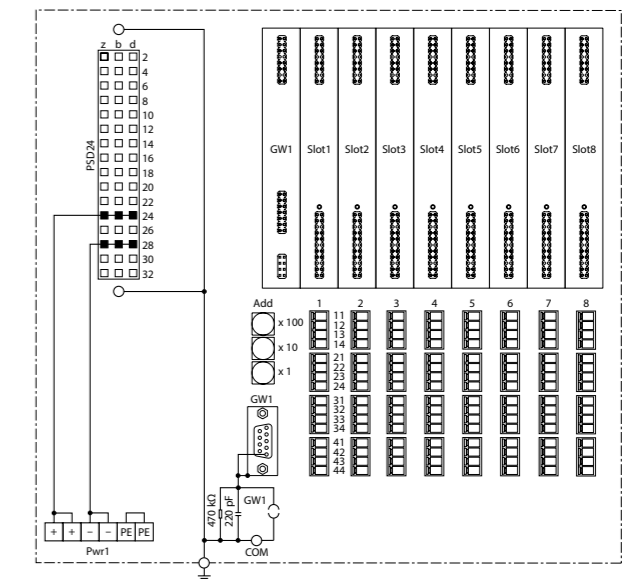 z b d
2
4
6
8
10
12
14
16
18
20
22
24
26
28
30
32
PSD24
GW1 Slot1 Slot2 Slot3 Slot4 Slot5 Slot6 Slot7 Slot8
Add
x 100
x 10
x 1
1 2 3 4 5 6 7 8
11
12
13
14
21
22
23
24
31
32
33
34
41
42
43
44
GW1
470 kΩ
220 pF
GW1
COM
+ + − − PE PE
Pwr1